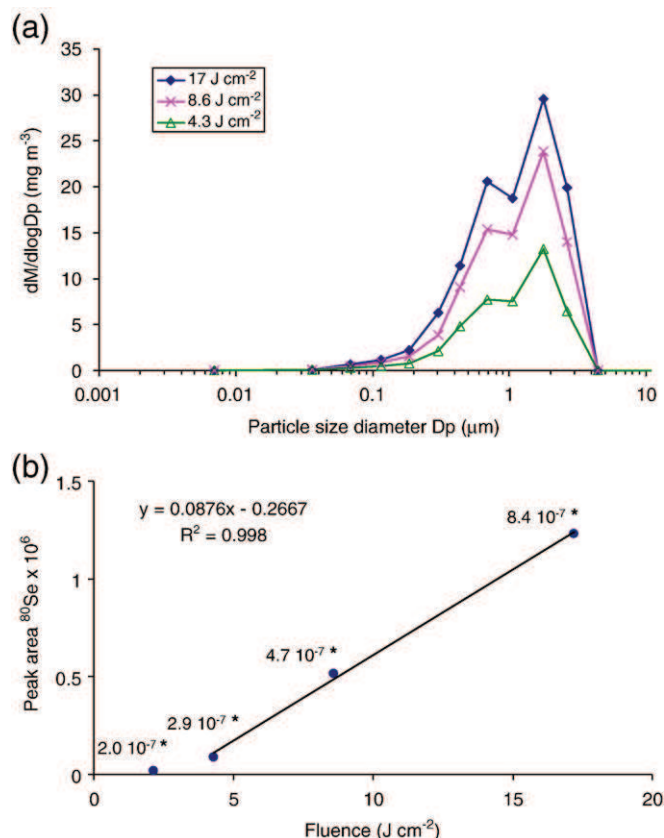 (a)
35
30
25
20
15
10
5
0
dM/dlogDp (mg m-3)
17 J cm-2
8.6 J cm-2
4.3 J cm-2
0.001 0.01 0.1 1 10
Particle size diameter Dp (μm)
(b)
1.5
1
0.5
0
Peak area 80Se x 10^6
y = 0.0876x - 0.2667
R² = 0.998
8.4 10-7 *
4.7 10-7 *
2.9 10-7 *
2.0 10-7 *
0 5 10 15 20
Fluence (J cm-2)